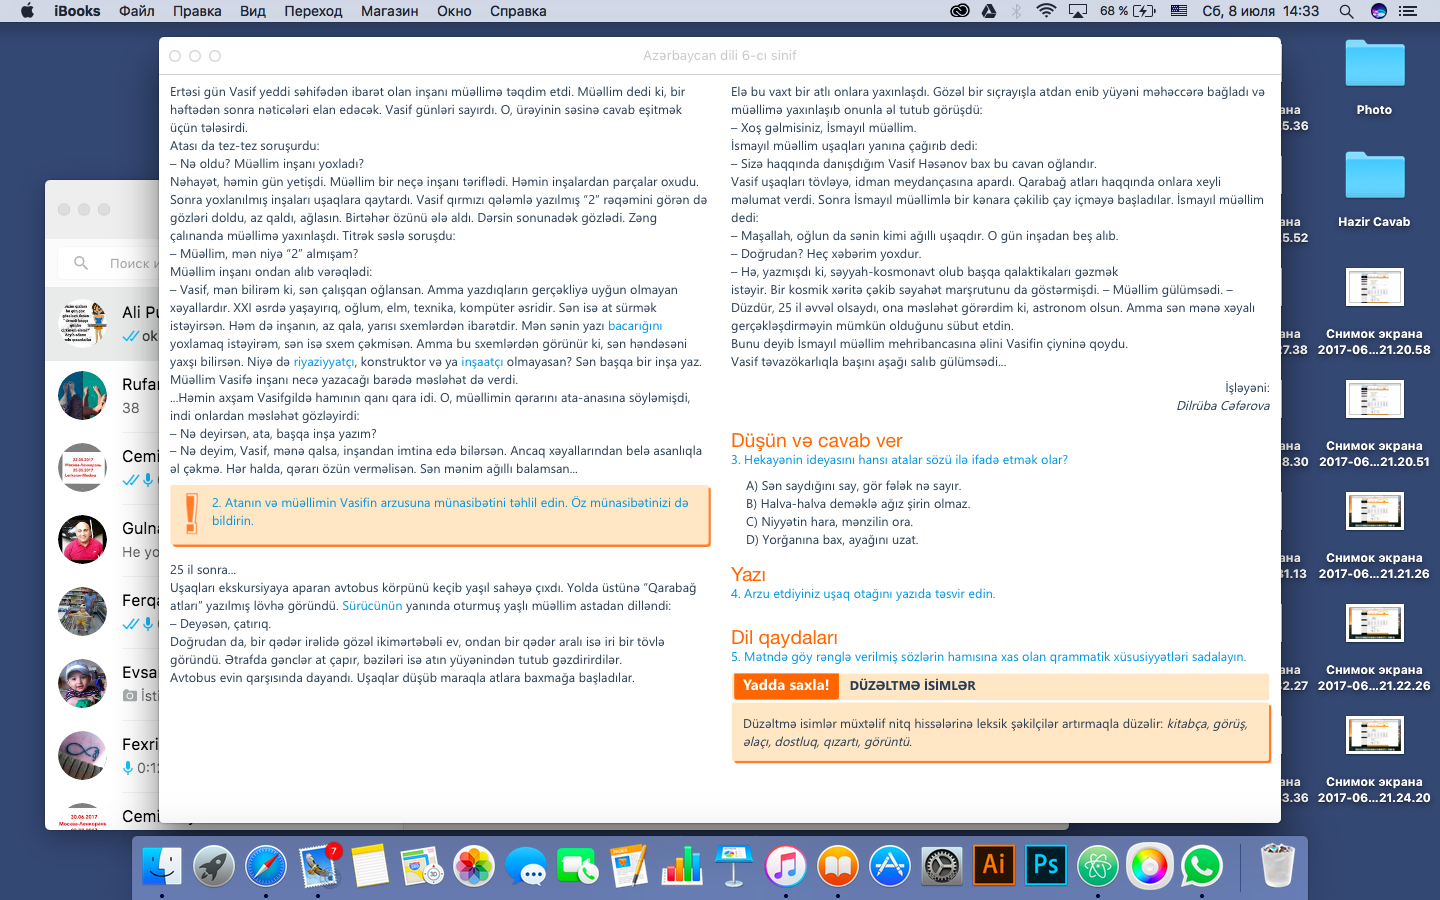 iBooks Файл Правка Вид Переход Магазин Окно Справка
68 % Сб, 8 июля 14:33
Azərbaycan dili 6-cı sinif
Ertəsi gün Vasif yeddi səhifədən ibarət olan inşanı müəllimə təqdim etdi. Müəllim dedi ki, bir
həftədən sonra nəticələri elan edəcək. Vasif günləri sayırdı. O, ürəyinin səsinə cavab eşitmək
üçün tələsirdi.
Atası da tez-tez soruşurdu:
– Nə oldu? Müəllim inşanı yoxladı?
Nəhayət, həmin gün yetişdi. Müəllim bir neçə inşanı təriflədi. Həmin inşalardan parçalar oxudu.
Sonra yoxlanılmış inşaları uşaqlara qaytardı. Vasif qırmızı qələmlə yazılmış “2” rəqəmini görən də
gözləri doldu, az qaldı, ağlasın. Birtəhər özünü ələ aldı. Dərsin sonunadək gözlədi. Zəng
çalınanda müəllimə yaxınlaşdı. Titrək səslə soruşdu:
– Müəllim, mən niyə “2” almışam?
Müəllim inşanı ondan alıb vərəqlədi:
– Vasif, mən bilirəm ki, sən çalışqan oğlansan. Amma yazdıqların gerçəkliyə uyğun olmayan
xəyallardır. XXI əsrdə yaşayırıq, oğlum, elm, texnika, kompüter əsridir. Sən isə at sürmək
istəyirsən. Həm də inşanın, az qala, yarısı sxemlərdən ibarətdir. Mən sənin yazı bacarığını
yoxlamaq istəyirəm, sən isə sxem çəkmisən. Amma bu sxemlərdən görünür ki, sən həndəsəni
yaxşı bilirsən. Niyə də riyaziyyatçı, konstruktor və ya inşaatçı olmayasan? Sən başqa bir inşa yaz.
Müəllim Vasifə inşanı necə yazacağı barədə məsləhət də verdi.
...Həmin axşam Vasifgildə hamının qanı qara idi. O, müəllimin qərarını ata-anasına söyləmişdi,
indi onlardan məsləhət gözləyirdi:
– Nə deyirsən, ata, başqa inşa yazım?
– Nə deyim, Vasif, mənə qalsa, inşandan imtina edə bilərsən. Ancaq xəyallarından belə asanlıqla
əl çəkmə. Hər halda, qərarı özün verməlisən. Sən mənim ağıllı balamsan...
2. Atanın və müəllimin Vasifin arzusuna münasibətini təhlil edin. Öz münasibətinizi də
bildirin.
25 il sonra...
Uşaqları ekskursiyaya aparan avtobus körpünü keçib yaşıl sahəyə çıxdı. Yolda üstünə “Qarabağ
atları” yazılmış lövhə göründü. Sürücünün yanında oturmuş yaşlı müəllim astadan dilləndi:
– Deyəsən, çatırıq.
Doğrudan da, bir qədər irəlidə gözəl ikimərtəbəli ev, ondan bir qədər aralı isə iri bir tövlə
göründü. Ətrafda gənclər at çapır, bəziləri isə atın yüyənindən tutub gəzdirirdilər.
Avtobus evin qarşısında dayandı. Uşaqlar düşüb maraqla atlara baxmağa başladılar.
Elə bu vaxt bir atlı onlara yaxınlaşdı. Gözəl bir sıçrayışla atdan enib yüyəni məhəccərə bağladı və
müəllimə yaxınlaşıb onunla əl tutub görüşdü:
– Xoş gəlmisiniz, İsmayıl müəllim.
İsmayıl müəllim uşaqları yanına çağırıb dedi:
– Sizə haqqında danışdığım Vasif Həsənov bax bu cavan oğlandır.
Vasif uşaqları tövləyə, idman meydançasına apardı. Qarabağ atları haqqında onlara xeyli
məlumat verdi. Sonra İsmayıl müəllimlə bir kənara çəkilib çay içməyə başladılar. İsmayıl müəllim
dedi:
– Maşallah, oğlun da sənin kimi ağıllı uşaqdır. O gün inşadan beş alıb.
– Doğrudan? Heç xəbərim yoxdur.
– Hə, yazmışdı ki, səyyah-kosmonavt olub başqa qalaktikaları gəzmək
istəyir. Bir kosmik xəritə çəkib səyahət marşrutunu da göstərmişdi. – Müəllim gülümsədi. –
Düzdür, 25 il əvvəl olsaydı, ona məsləhət görərdim ki, astronom olsun. Amma sən mənə xəyalı
gerçəkləşdirməyin mümkün olduğunu sübut etdin.
Bunu deyib İsmayıl müəllim mehribancasına əlini Vasifin çiyninə qoydu.
Vasif təvazökarlıqla başını aşağı salıb gülümsədi...
İşləyəni:
Dilrüba Cəfərova
Düşün və cavab ver
3. Hekayənin ideyasını hansı atalar sözü ilə ifadə etmək olar?
A) Sən saydığını say, gör fələk nə sayır.
B) Halva-halva deməklə ağız şirin olmaz.
C) Niyyətin hara, mənzilin ora.
D) Yorğanına bax, ayağını uzat.
Yazı
4. Arzu etdiyiniz uşaq otağını yazıda təsvir edin.
Dil qaydaları
5. Mətndə göy rənglə verilmiş sözlərin hamısına xas olan qrammatik xüsusiyyətləri sadalayın.
Yadda saxla! DÜZƏLTMƏ İSİMLƏR
Düzəltmə isimlər müxtəlif nitq hissələrinə leksik şəkilçilər artırmaqla düzəlir: kitabça, görüş,
əlaçı, dostluq, qızartı, görüntü.
Поиск и
Ali Pu
ok
Rufar
38
Cemi
Gulna
Не yo
Ferqa
Evsa
İsti
Fexri
0:12
Cemi
Photo
ана
5.36
Hazir Cavab
ана
5.52
Снимок экрана
2017-06...21.20.58
ана
7.38
Снимок экрана
2017-06...21.20.51
ана
8.30
Снимок экрана
2017-06...21.21.26
ана
31.13
Снимок экрана
2017-06...21.22.26
ана
2.27
Снимок экрана
2017-06...21.24.20
ана
3.36
7
30
Ai
Ps